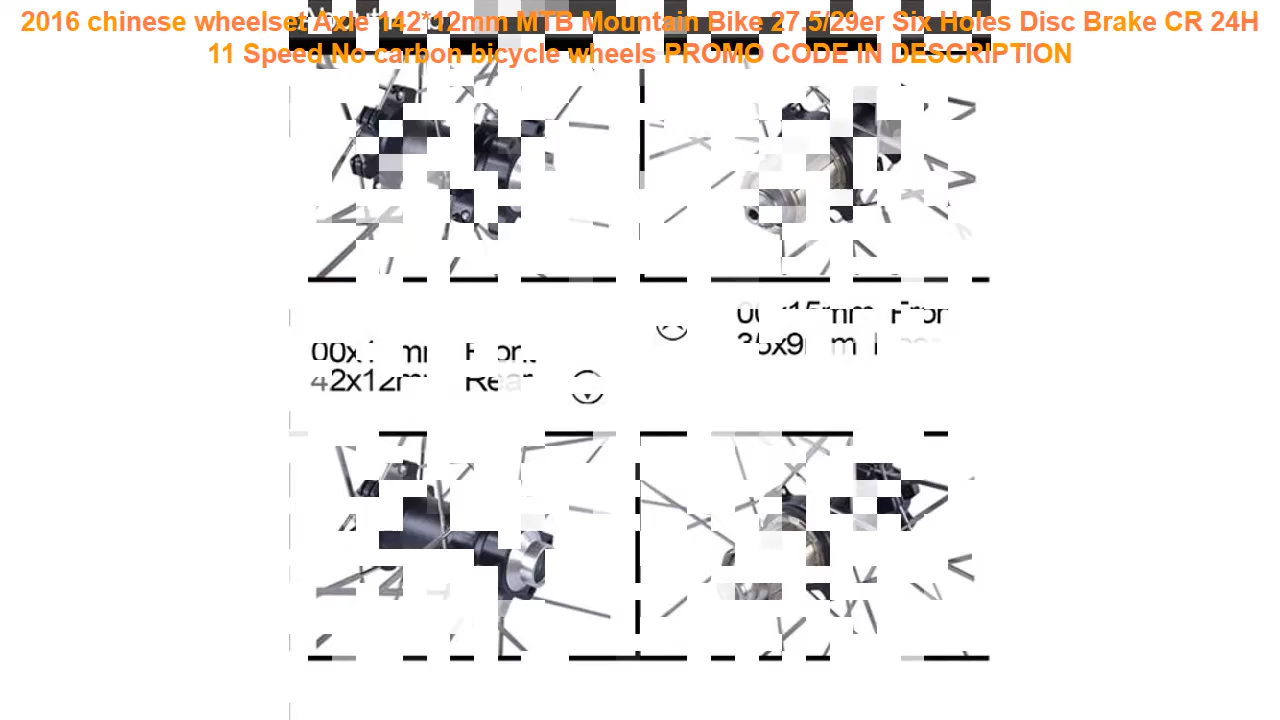 2016 chinese wheelset Axle 142*12mm MTB Mountain Bike 27.5/29er Six Holes Disc Brake CR 24H
11 Speed No carbon bicycle wheels PROMO CODE IN DESCRIPTION
Rear